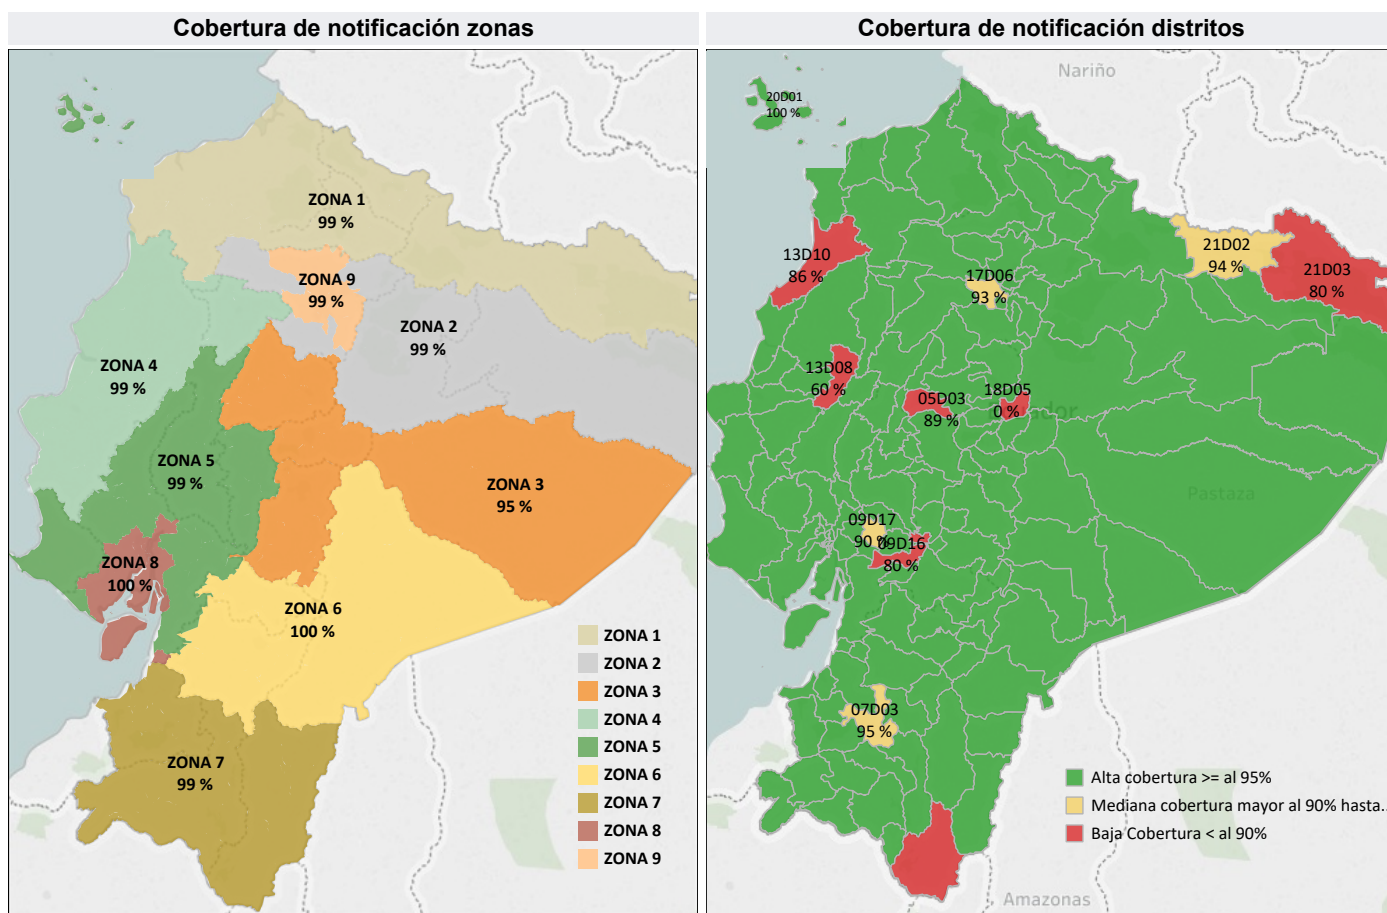 Cobertura de notificación zonas
ZONA 1
99 %
ZONA 9
99 %
ZONA 2
99 %
ZONA 4
99 %
ZONA 5
99 %
ZONA 3
95 %
ZONA 8
100 %
ZONA 6
100 %
ZONA 7
99 %
ZONA 1
ZONA 2
ZONA 3
ZONA 4
ZONA 5
ZONA 6
ZONA 7
ZONA 8
ZONA 9
Cobertura de notificación distritos
Nariño
20D01
100 %
13D10
86 %
17D06
93 %
21D02
94 %
21D03
80 %
13D08
60 %
05D03
89 %
18D05
0 %
Pastaza
09D17
90 %
09D16
80 %
07D03
95 %
Alta cobertura >= al 95%
Mediana cobertura mayor al 90% hasta..
Baja Cobertura < al 90%
Amazonas